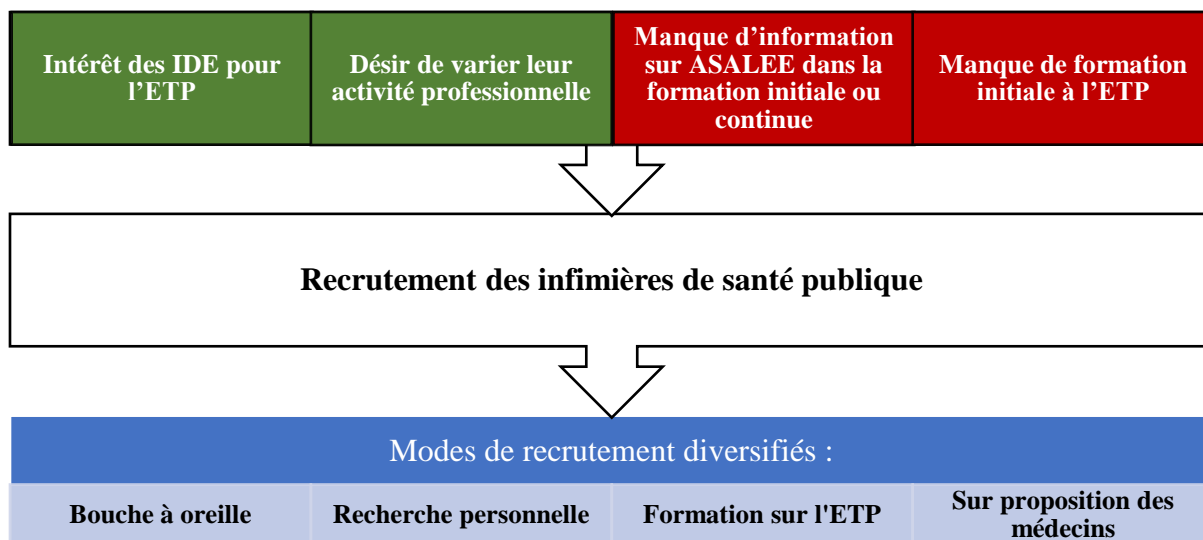 Intérêt des IDE pour
l'ETP
Désir de varier leur
activité professionnelle
Manque d'information
sur ASALEE dans la
formation initiale ou
continue
Manque de formation
initiale à l'ETP
Recrutement des infimières de santé publique
Modes de recrutement diversifiés :
Bouche à oreille
Recherche personnelle
Formation sur l'ETP
Sur proposition des
médecins